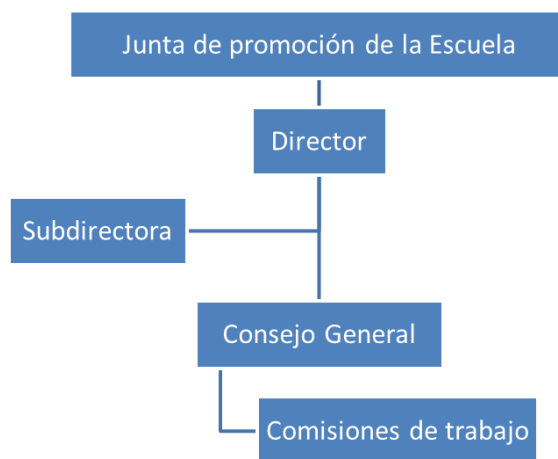 Junta de promoción de la Escuela
Director
Subdirectora
Consejo General
Comisiones de trabajo